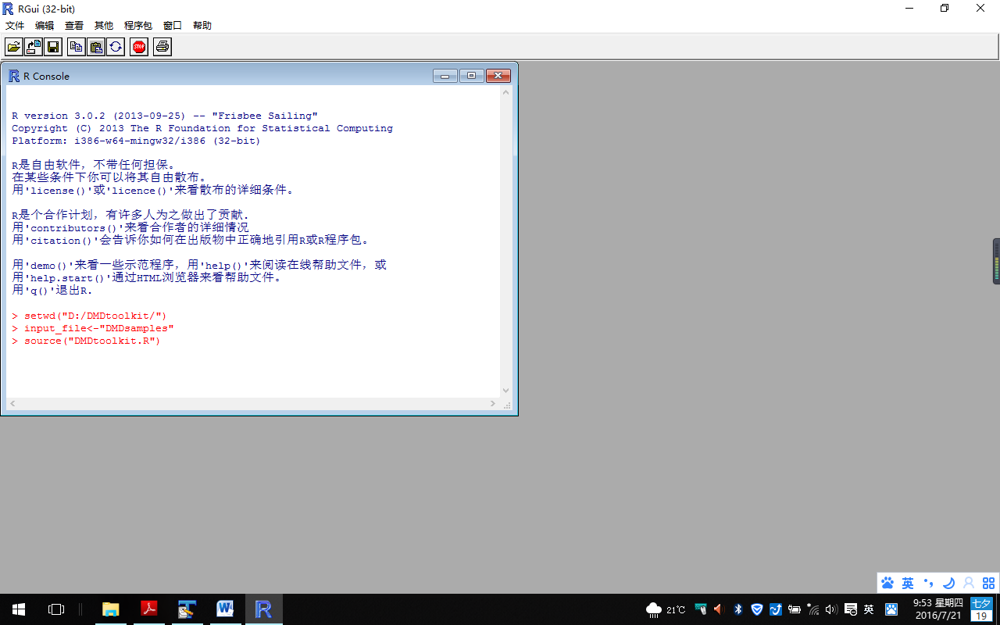 RGui (32-bit)
文件 编辑 查看 其他 程序包 窗口 帮助
STOP
R Console
R version 3.0.2 (2013-09-25) -- "Frisbee Sailing"
Copyright (C) 2013 The R Foundation for Statistical Computing
Platform: i386-w64-mingw32/i386 (32-bit)
R是自由软件，不带任何担保。
在某些条件下你可以将其自由散布。
用'license()'或'licence()'来看散布的详细条件。
R是个合作计划，有许多人为之做出了贡献.
用'contributors()'来看合作者的详细情况
用'citation()'会告诉你如何在出版物中正确地引用R或R程序包。
用'demo()'来看一些示范程序，用'help()'来阅读在线帮助文件，或
用'help.start()'通过HTML浏览器来看帮助文件。
用'q()'退出R.
> setwd("D:/DMDtoolkit/")
> input_file<-"DMDsamples"
> source("DMDtoolkit.R")
英
21℃
英
9:53 星期四
2016/7/21
七夕
19